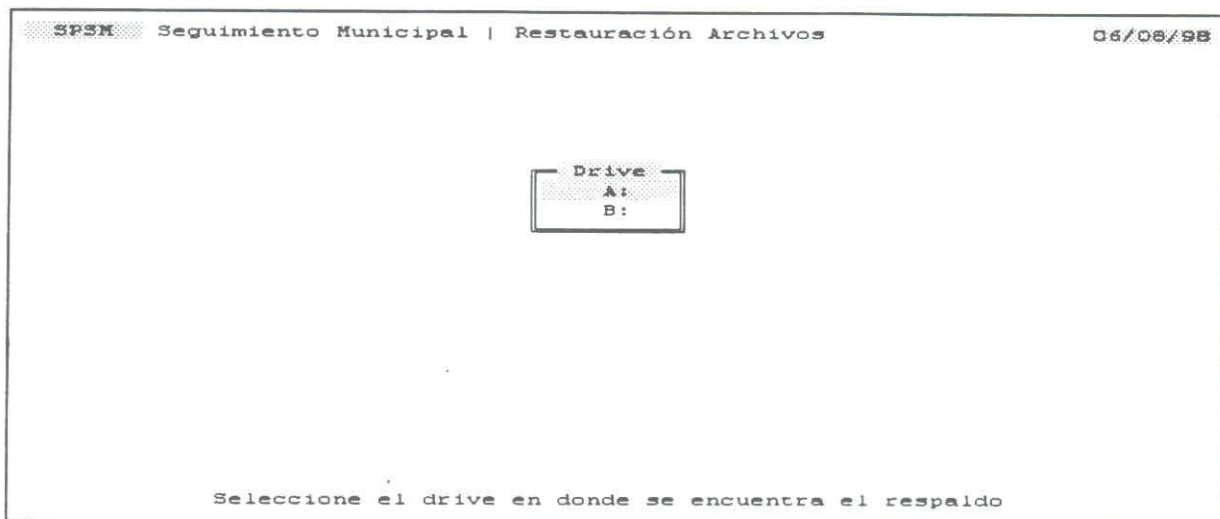 SPSM Seguimiento Municipal | Restauración Archivos 06/08/98
Drive
A:
B:
Seleccione el drive en donde se encuentra el respaldo